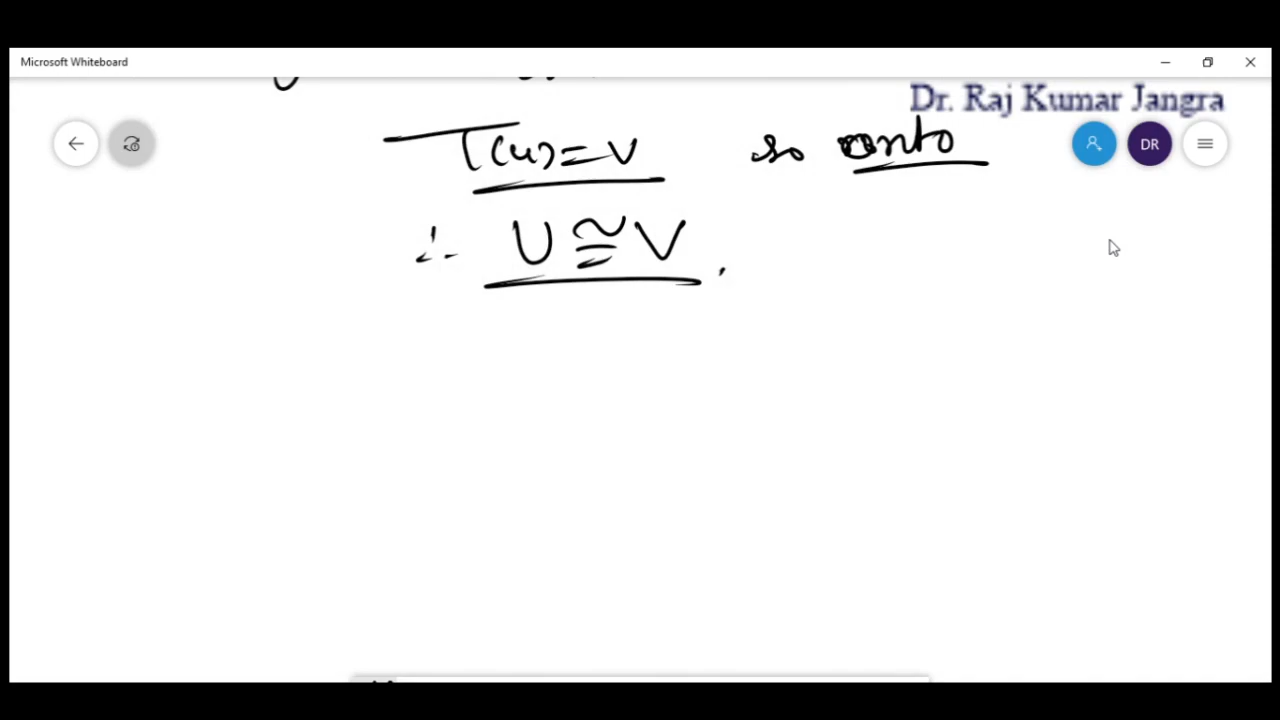 Microsoft Whiteboard
Dr. Raj Kumar Jangra
T(u)=v so onto
DR
∴ U ≅ V.